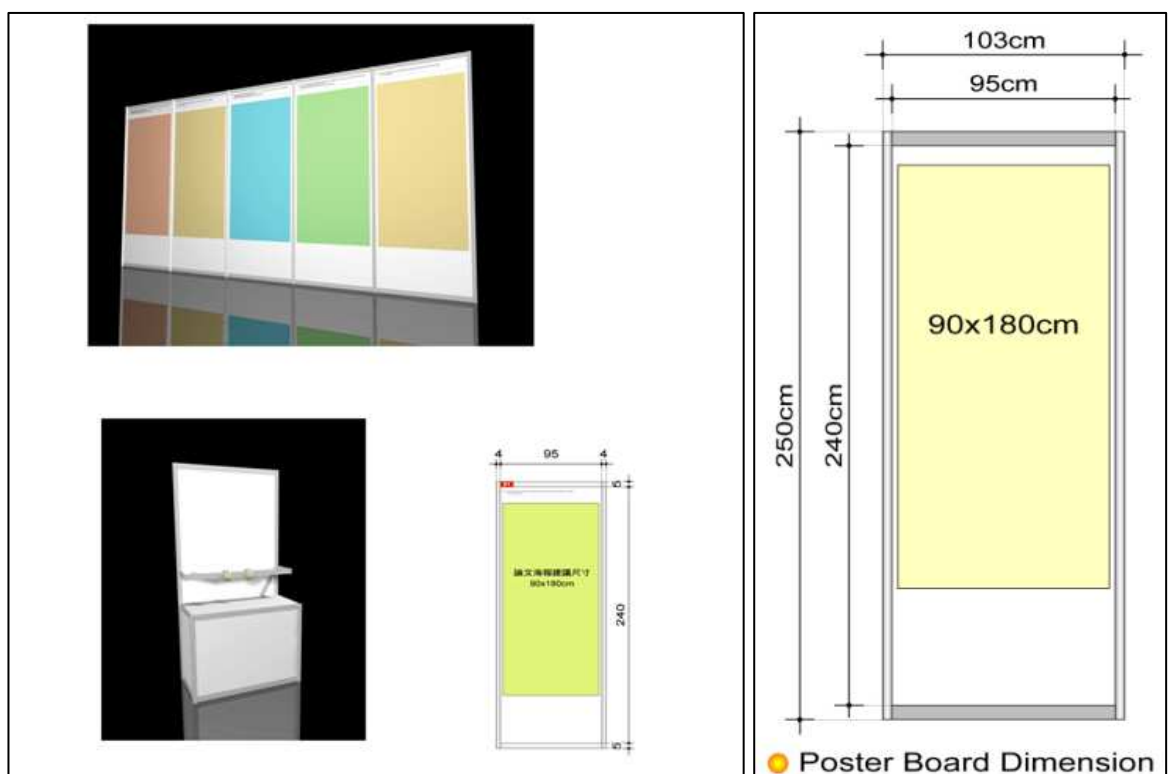 4 95 4
5
論文海報建議尺寸
90x180cm
240
5
103cm
95cm
90x180cm
250cm
240cm
Poster Board Dimension